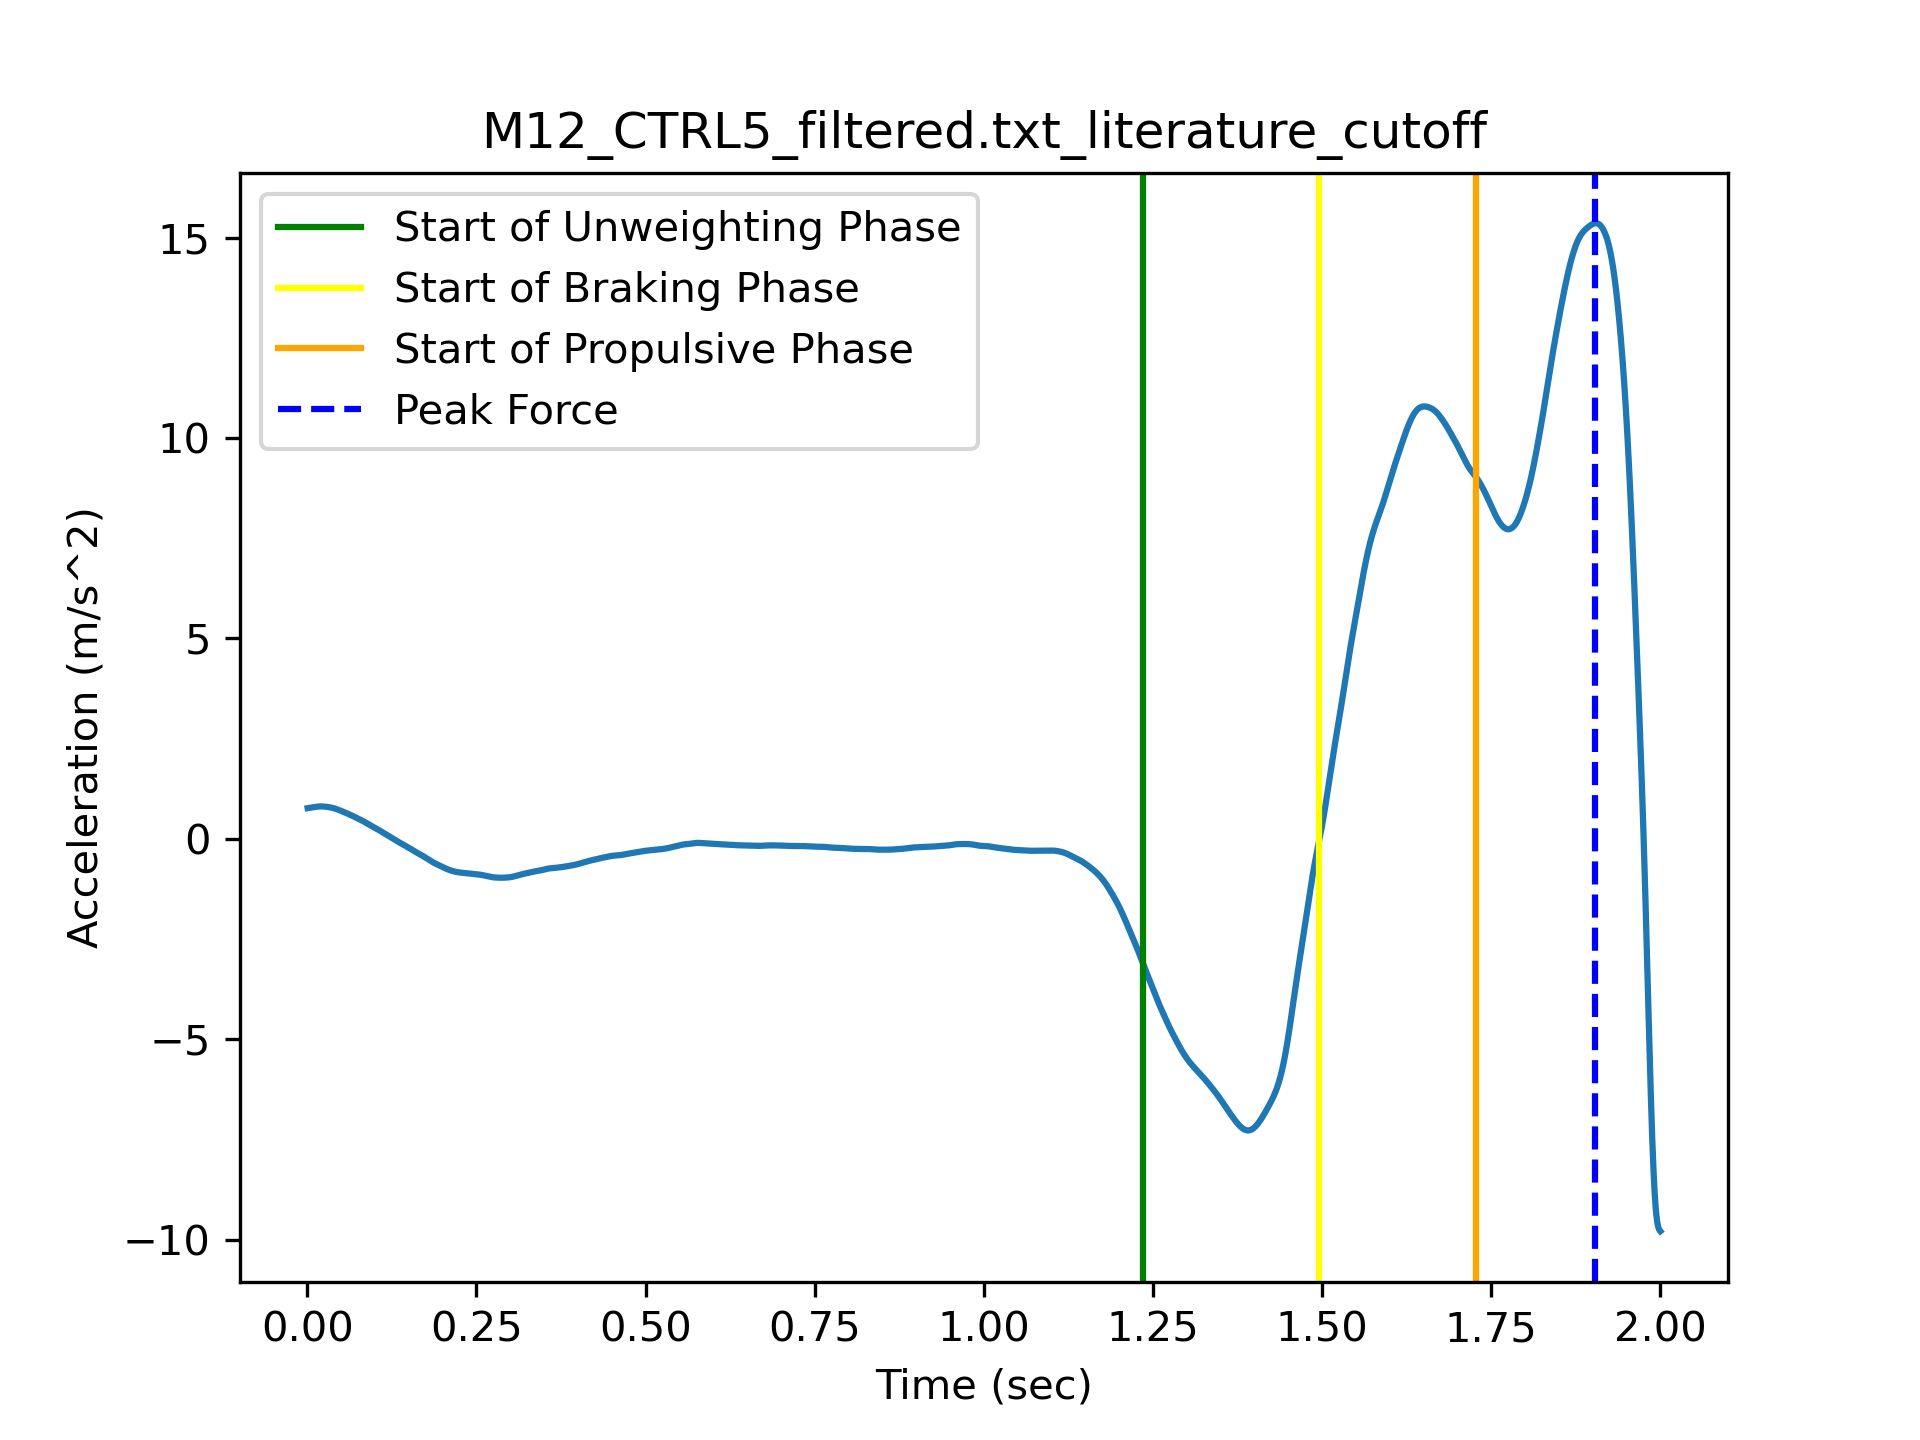 M12_CTRL5_filtered.txt_literature_cutoff
Start of Unweighting Phase
Start of Braking Phase
Start of Propulsive Phase
Peak Force
15
10
5
0
−5
−10
Acceleration (m/s^2)
0.00 0.25 0.50 0.75 1.00 1.25 1.50 1.75 2.00
Time (sec)